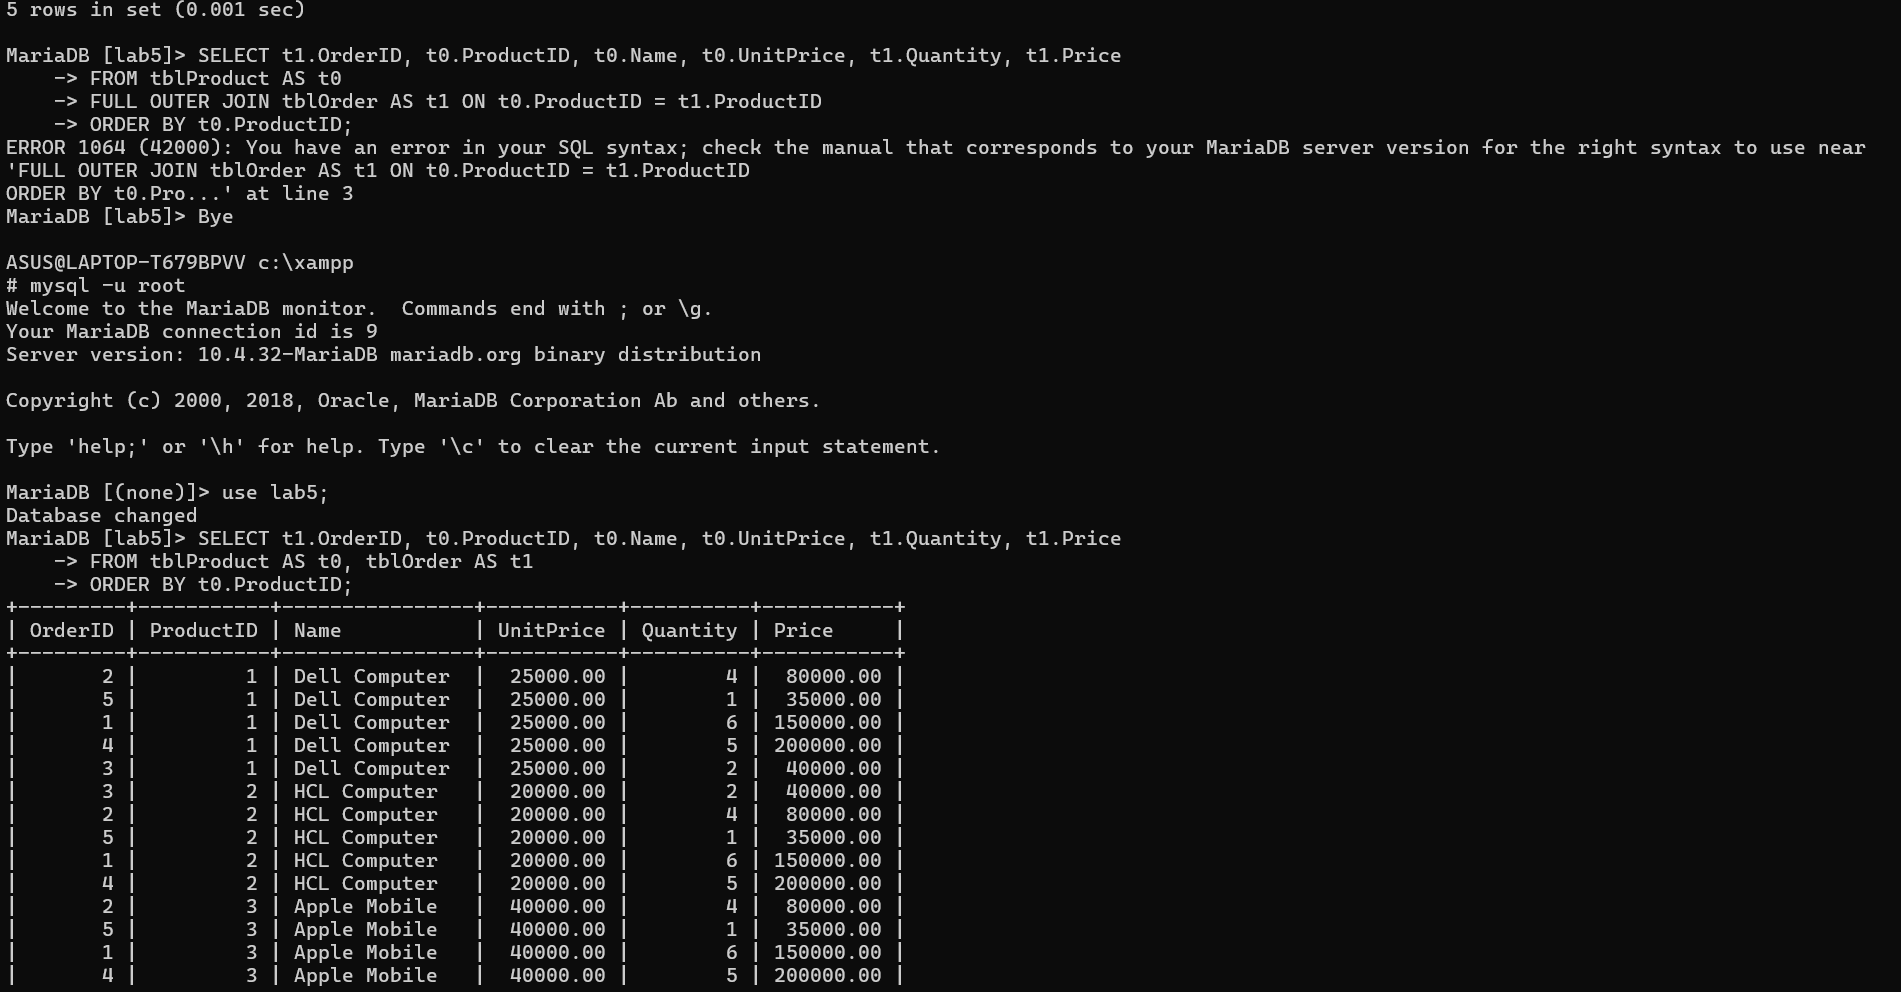 5 rows in set (0.001 sec)

MariaDB [lab5]> SELECT t1.OrderID, t0.ProductID, t0.Name, t0.UnitPrice, t1.Quantity, t1.Price
    -> FROM tblProduct AS t0
    -> FULL OUTER JOIN tblOrder AS t1 ON t0.ProductID = t1.ProductID
    -> ORDER BY t0.ProductID;
ERROR 1064 (42000): You have an error in your SQL syntax; check the manual that corresponds to your MariaDB server version for the right syntax to use near
'FULL OUTER JOIN tblOrder AS t1 ON t0.ProductID = t1.ProductID
ORDER BY t0.Pro...' at line 3
MariaDB [lab5]> Bye

ASUS@LAPTOP-T679BPVV c:\xampp
# mysql -u root
Welcome to the MariaDB monitor.  Commands end with ; or \g.
Your MariaDB connection id is 9
Server version: 10.4.32-MariaDB mariadb.org binary distribution

Copyright (c) 2000, 2018, Oracle, MariaDB Corporation Ab and others.

Type 'help;' or '\h' for help. Type '\c' to clear the current input statement.

MariaDB [(none)]> use lab5;
Database changed
MariaDB [lab5]> SELECT t1.OrderID, t0.ProductID, t0.Name, t0.UnitPrice, t1.Quantity, t1.Price
    -> FROM tblProduct AS t0, tblOrder AS t1
    -> ORDER BY t0.ProductID;
+---------+-----------+----------------+-----------+----------+-----------+
| OrderID | ProductID | Name           | UnitPrice | Quantity | Price     |
+---------+-----------+----------------+-----------+----------+-----------+
|       2 |         1 | Dell Computer  |  25000.00 |        4 |  80000.00 |
|       5 |         1 | Dell Computer  |  25000.00 |        1 |  35000.00 |
|       1 |         1 | Dell Computer  |  25000.00 |        6 | 150000.00 |
|       4 |         1 | Dell Computer  |  25000.00 |        5 | 200000.00 |
|       3 |         1 | Dell Computer  |  25000.00 |        2 |  40000.00 |
|       3 |         2 | HCL Computer   |  20000.00 |        2 |  40000.00 |
|       2 |         2 | HCL Computer   |  20000.00 |        4 |  80000.00 |
|       5 |         2 | HCL Computer   |  20000.00 |        1 |  35000.00 |
|       1 |         2 | HCL Computer   |  20000.00 |        6 | 150000.00 |
|       4 |         2 | HCL Computer   |  20000.00 |        5 | 200000.00 |
|       2 |         3 | Apple Mobile   |  40000.00 |        4 |  80000.00 |
|       5 |         3 | Apple Mobile   |  40000.00 |        1 |  35000.00 |
|       1 |         3 | Apple Mobile   |  40000.00 |        6 | 150000.00 |
|       4 |         3 | Apple Mobile   |  40000.00 |        5 | 200000.00 |